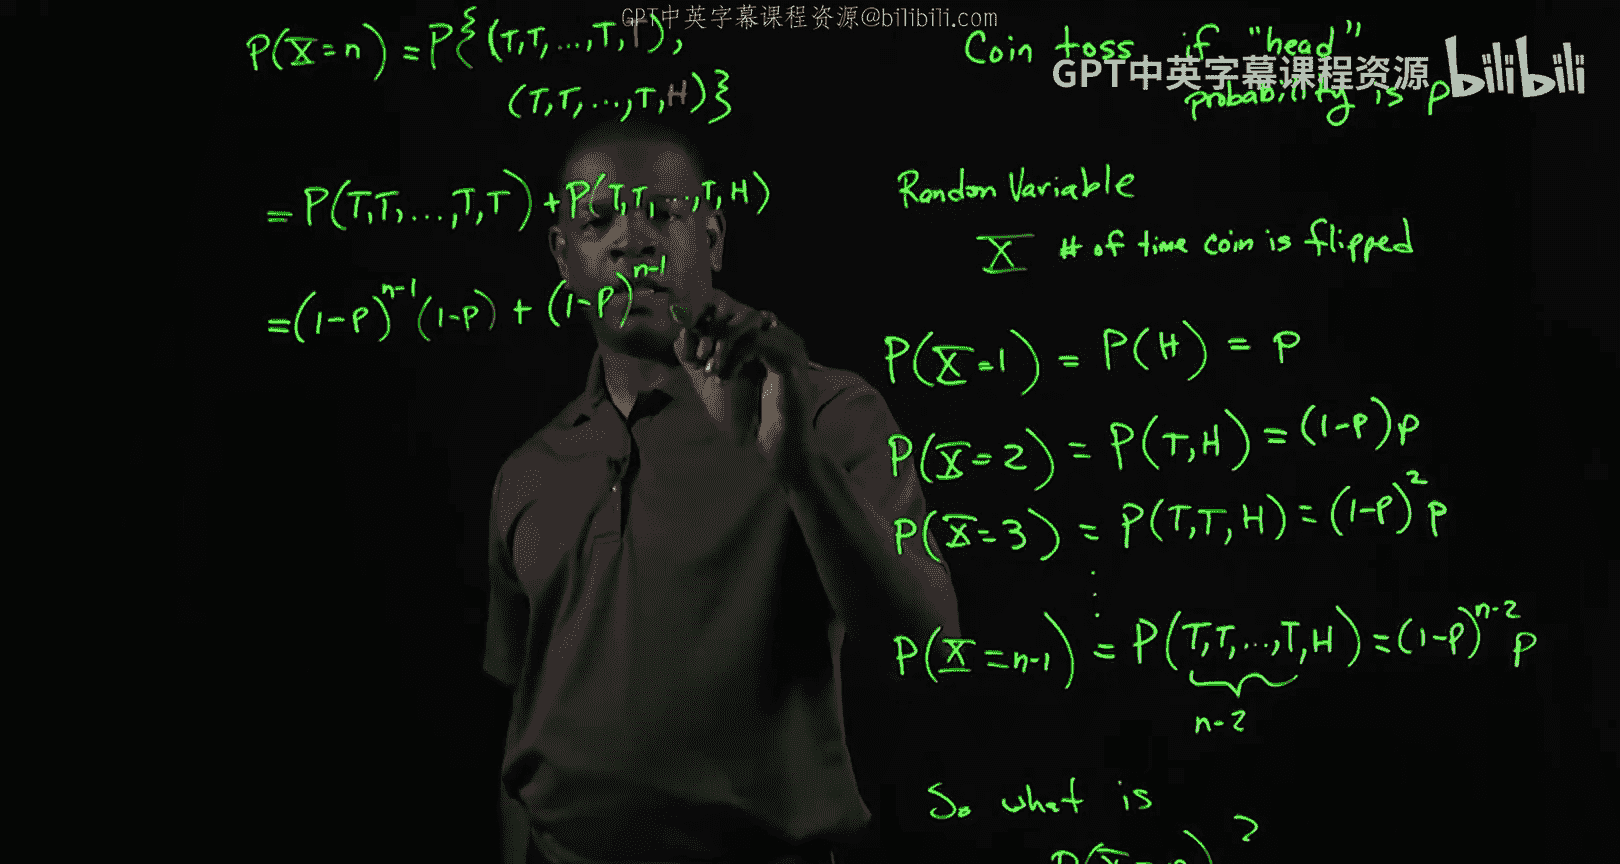 GPT中英字幕课程资源@bilibili.com
GPT中英字幕课程资源 bilibili
P(X=n) = P{(T,T,...,T,T),
(T,T,...,T,H)}
= P(T,T,...,T,T) + P(T,T,...,T,H)
= (1-P)^{n-1} (1-P) + (1-P)^{n-1}
Coin toss if "head"
probability is p
Random Variable
X # of time coin is flipped
P(X=1) = P(H) = P
P(X=2) = P(T,H) = (1-P)P
P(X=3) = P(T,T,H) = (1-P)^2 P
⋮
P(X=n-1) = P(T,T,...,T,H) = (1-P)^{n-2} P
n-2
So what is
?